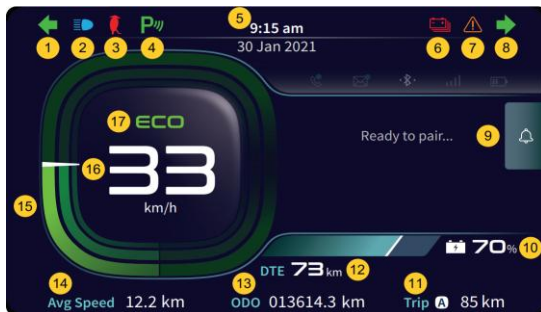 5
9:15 am
P
1 2 3 4 6 7 8
30 Jan 2021
17 ECO
Ready to pair... 9
16 33
km/h
15
70% 10
DTE 73 km 12
14 13 11
Avg Speed 12.2 km ODO 013614.3 km Trip A 85 km